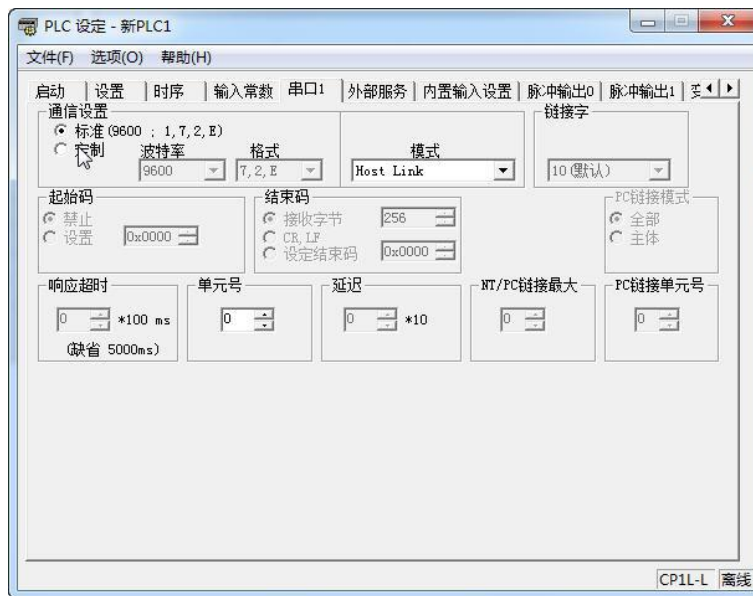 PLC 设定 - 新PLC1
文件(F) 选项(O) 帮助(H)
启动 设置 时序 输入常数 串口1 外部服务 内置输入设置 脉冲输出0 脉冲输出1
通信设置 链接字
标准(9600 ; 1,7,2,E)
定制 波特率 格式 模式
9600 7,2,E Host Link 10(默认)
起始码 结束码 PC链接模式
禁止 接收字节 256 全部
设置 0x0000 CR,LF 主体
设定结束码 0x0000
响应超时 单元号 延迟 NT/PC链接最大 PC链接单元号
0 *100 ms 0 0 *10 0 0
(缺省 5000ms)
CP1L-L 离线